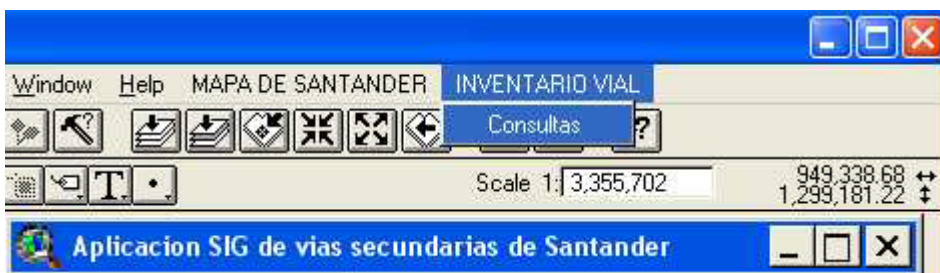 Window Help MAPA DE SANTANDER INVENTARIO VIAL
Consultas
?
T
Scale 1: 3,355,702
949,338.68
1,299,181.22
Aplicacion SIG de vias secundarias de Santander